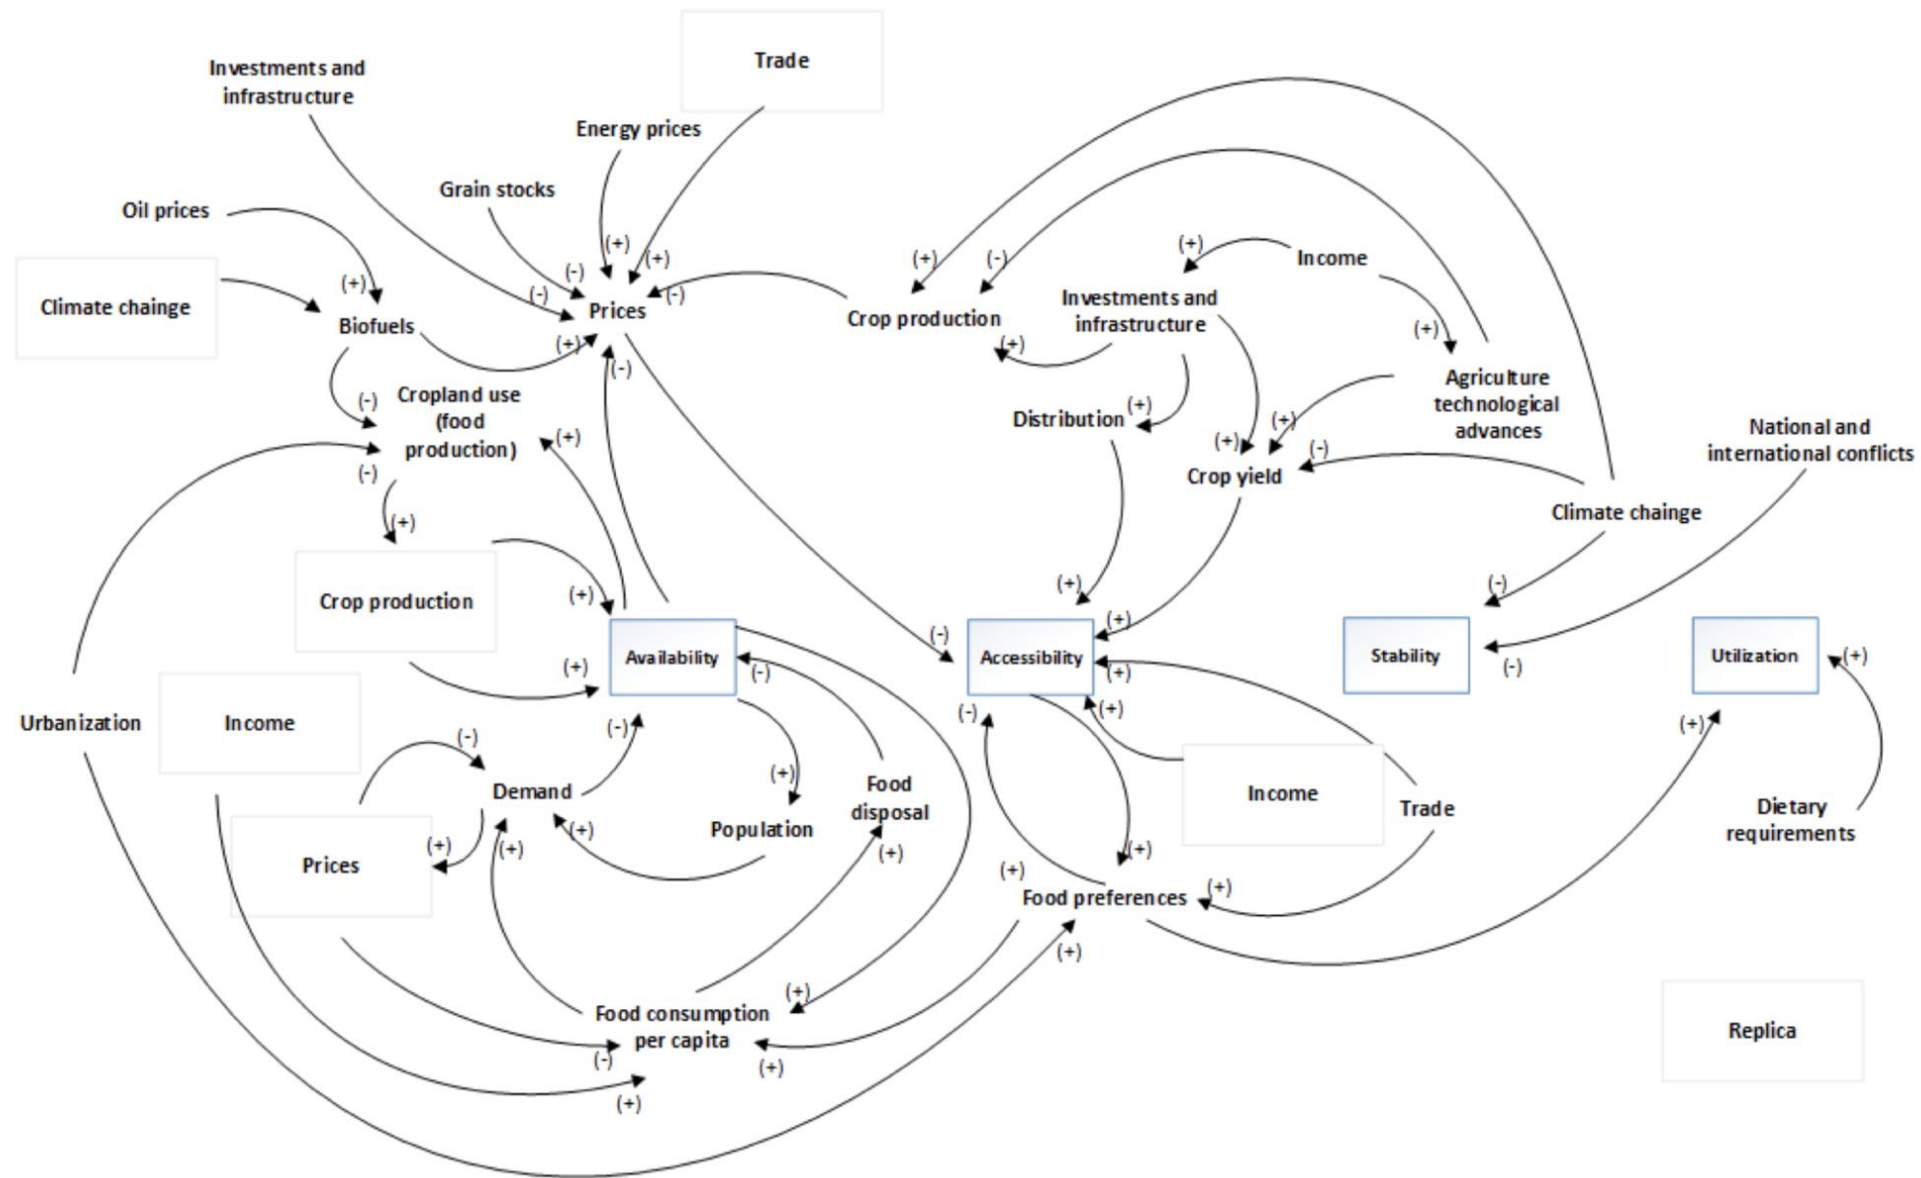 Trade
Investments and
infrastructure
Energy prices
Grain stocks
Oil prices
(+)
(+)
(-)
(+)
(-)
(-)
Climate chainge
Biofuels
Prices
(+)
(-)
(+)
(-)
Crop production
(+)
Income
Investments and
infrastructure
(+)
(+)
Agriculture
technological
advances
Cropland use
(food
production)
(-)
(-)
(+)
(+)
Distribution
(+)
(+)
(+)
Crop yield
(-)
National and
international conflicts
Climate chainge
Crop production
(+)
(+)
Availability
(-)
(-)
Accessibility
(+)
(+)
(+)
(+)
(-)
Stability
(-)
(-)
Utilization
(+)
(+)
Urbanization
Income
(-)
Demand
(-)
(+)
Population
(+)
Food
disposal
(+)
Prices
(+)
(+)
Income
Trade
Dietary
requirements
(+)
(+)
Food preferences
(+)
(+)
Food consumption
per capita
(+)
(-)
(+)
(+)
Replica